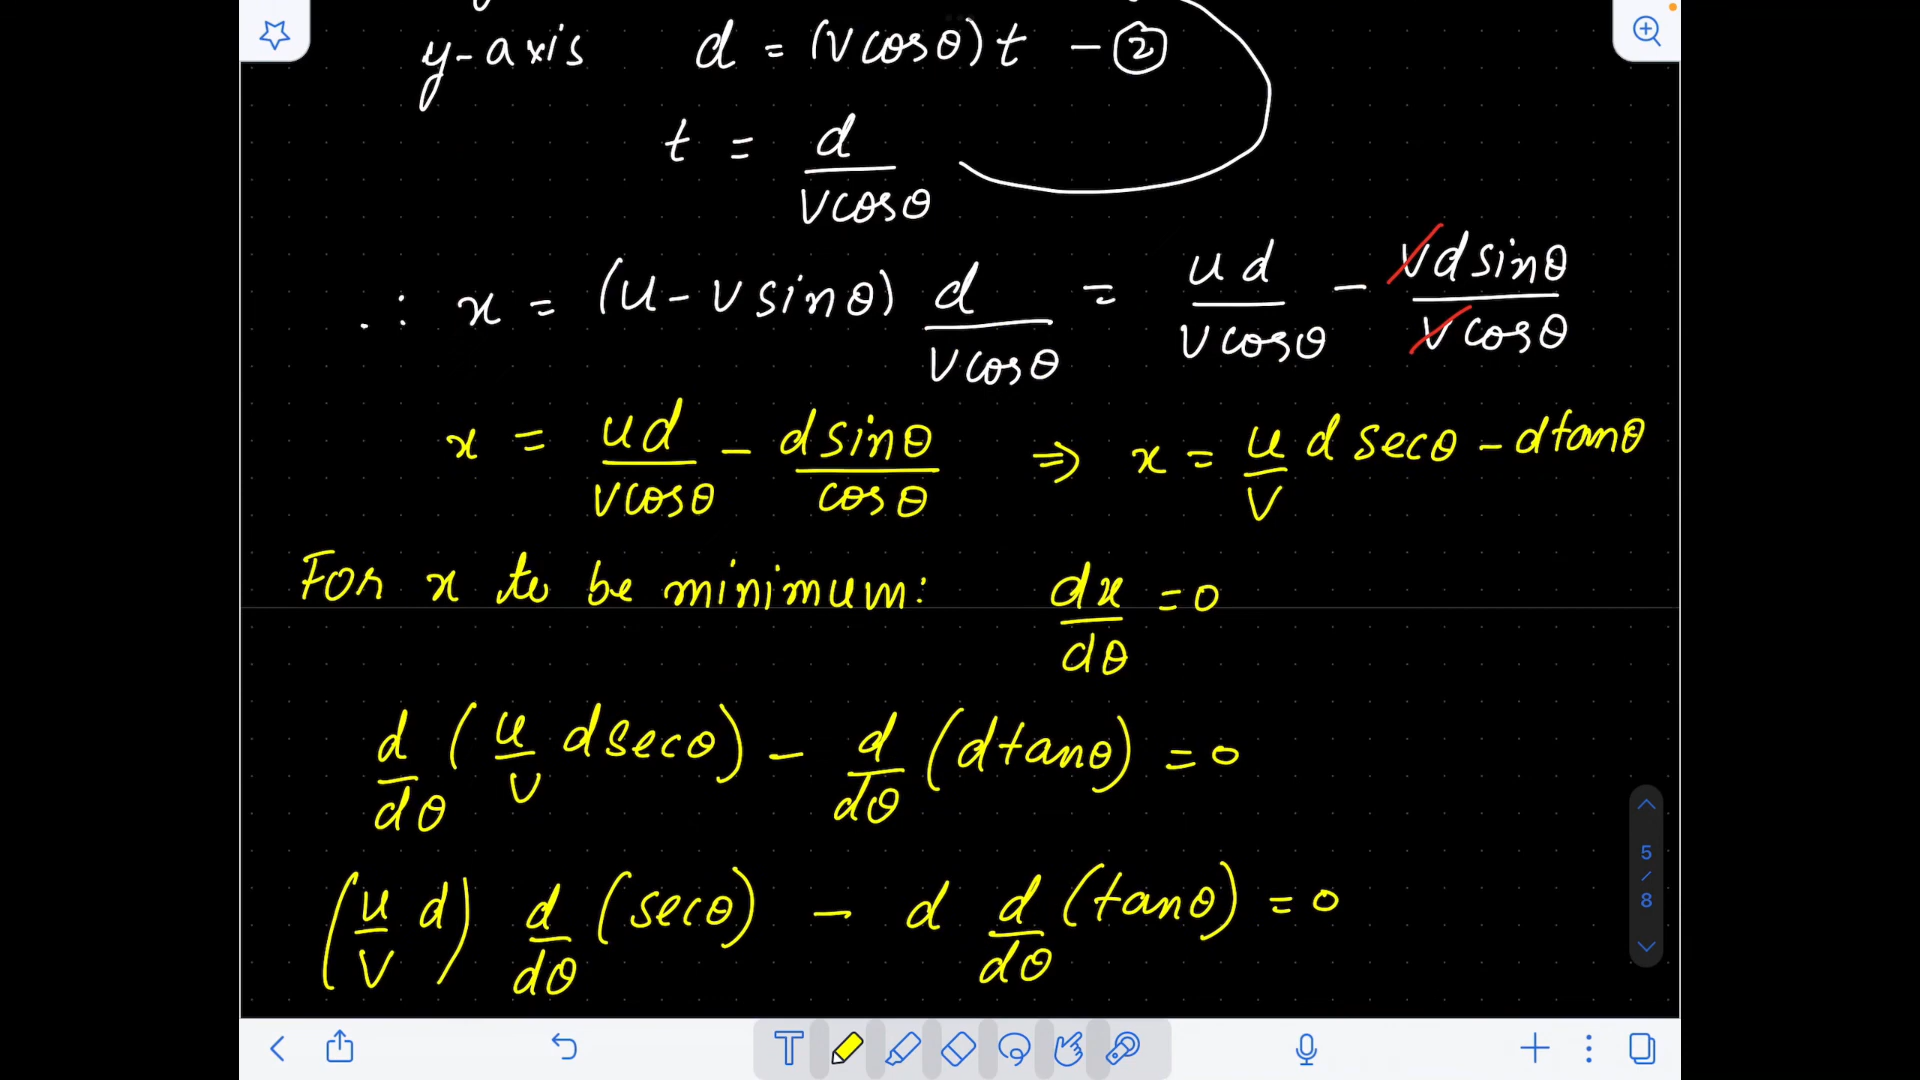 y-axis d = (v cosθ) t - ②
t = d / v cosθ
∴ x = (u - v sinθ) d / v cosθ = ud / v cosθ - v d sinθ / v cosθ
x = ud / v cosθ - d sinθ / cosθ ⇒ x = u/v d secθ - d tanθ
For x to be minimum: dx/dθ = 0
d/dθ (u/v d secθ) - d/dθ (d tanθ) = 0
(u/v d) d/dθ (secθ) - d d/dθ (tanθ) = 0
5 / 8
T